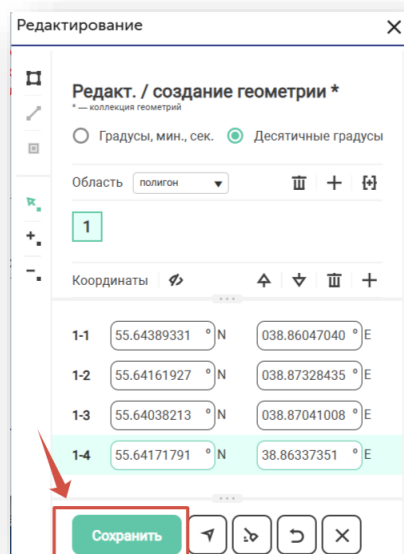 Редактирование
Редакт. / создание геометрии *
* — коллекция геометрий
Градусы, мин., сек. Десятичные градусы
Область полигон
1
Координаты
1-1 55.64389331 ° N 038.86047040 ° E
1-2 55.64161927 ° N 038.87328435 ° E
1-3 55.64038213 ° N 038.87041008 ° E
1-4 55.64171791 ° N 38.86337351 ° E
Сохранить